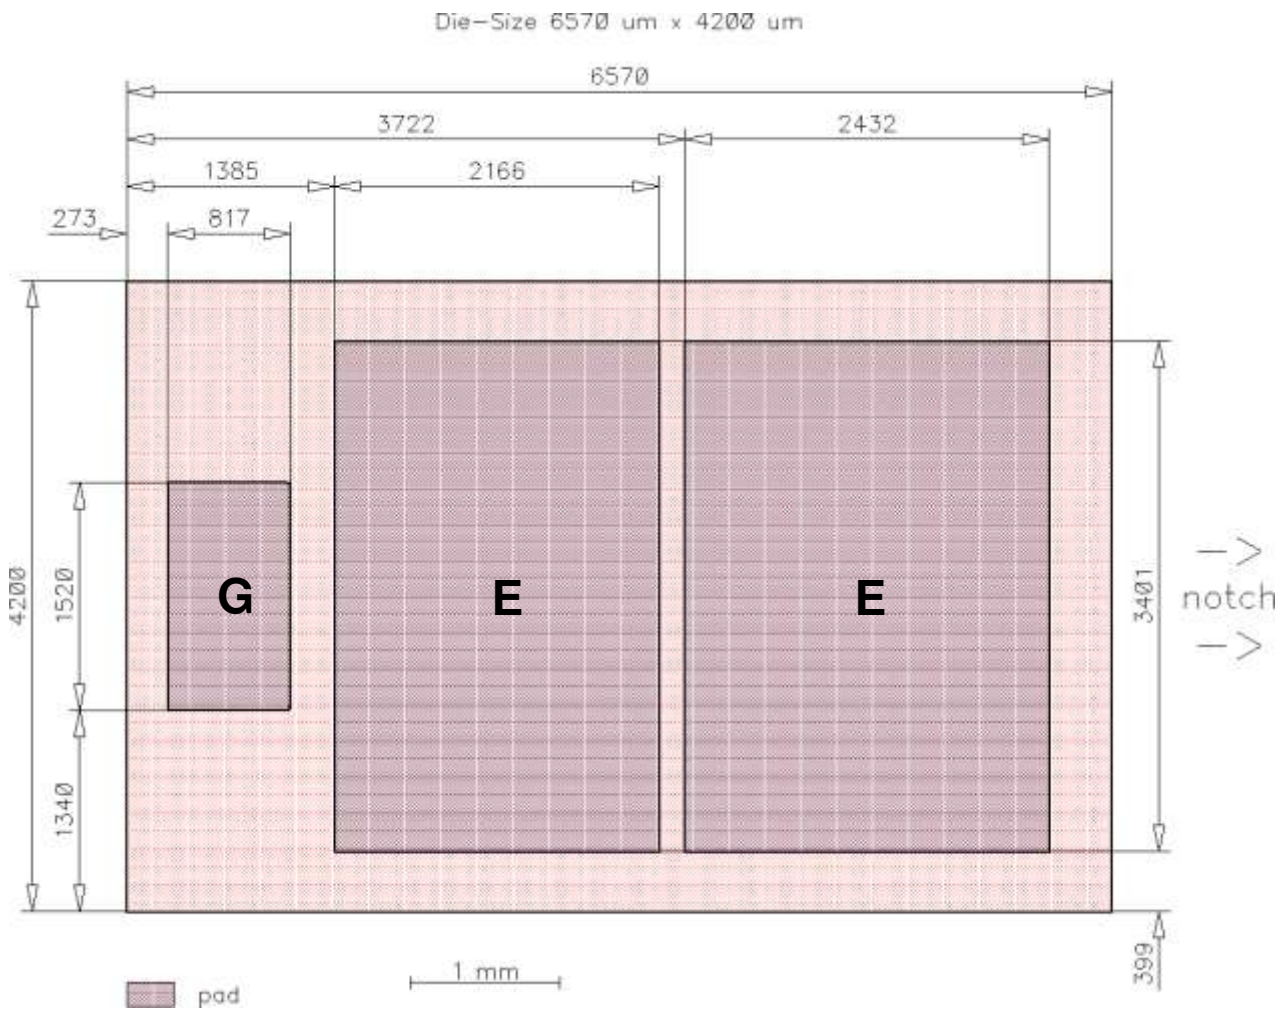 Die-Size 6570 um x 4200 um
6570
3722
2432
1385
2166
273
817
4200
1520
1340
G
E
E
3401
-->
notch
-->
399
1 mm
pad